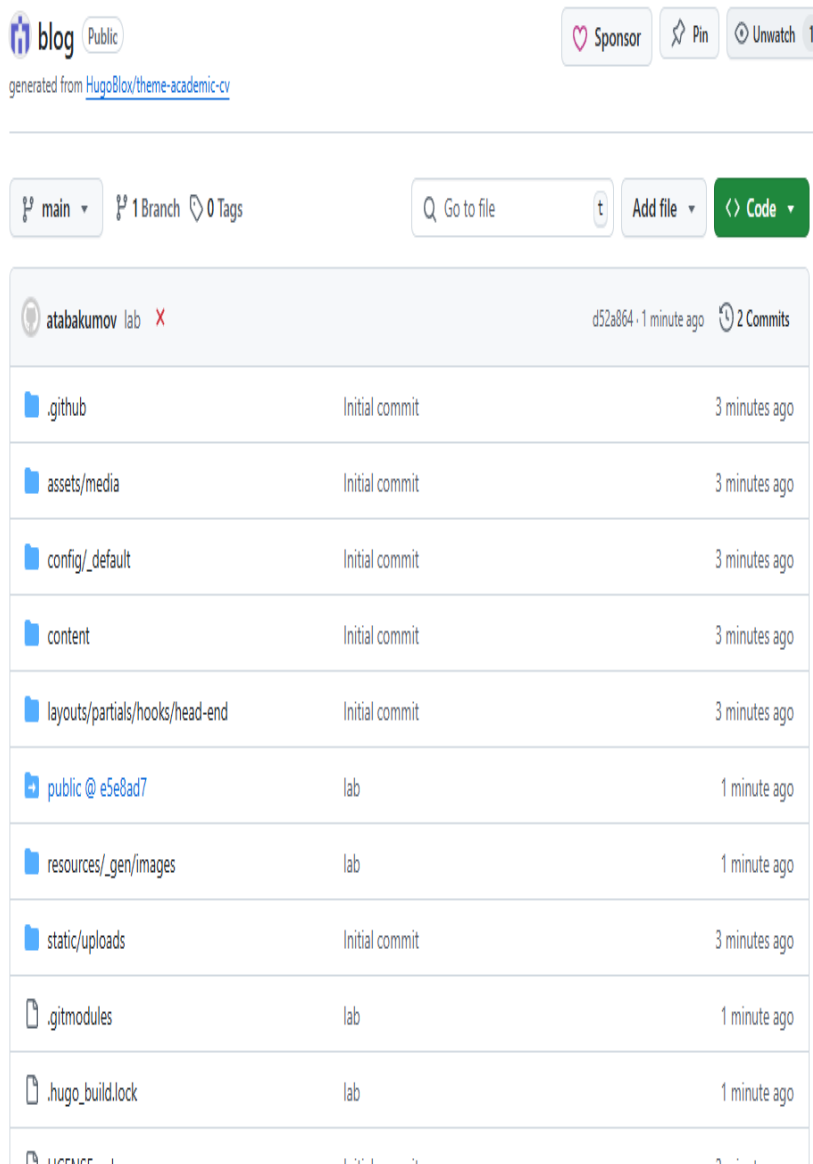 blog Public Sponsor Pin Unwatch 1
generated from HugoBlox/theme-academic-cv
main 1 Branch 0 Tags Go to file t Add file Code
atabakumov lab d52a864 · 1 minute ago 2 Commits
.github Initial commit 3 minutes ago
assets/media Initial commit 3 minutes ago
config/_default Initial commit 3 minutes ago
content Initial commit 3 minutes ago
layouts/partials/hooks/head-end Initial commit 3 minutes ago
public @ e5e8ad7 lab 1 minute ago
resources/_gen/images lab 1 minute ago
static/uploads Initial commit 3 minutes ago
.gitmodules lab 1 minute ago
.hugo_build.lock lab 1 minute ago